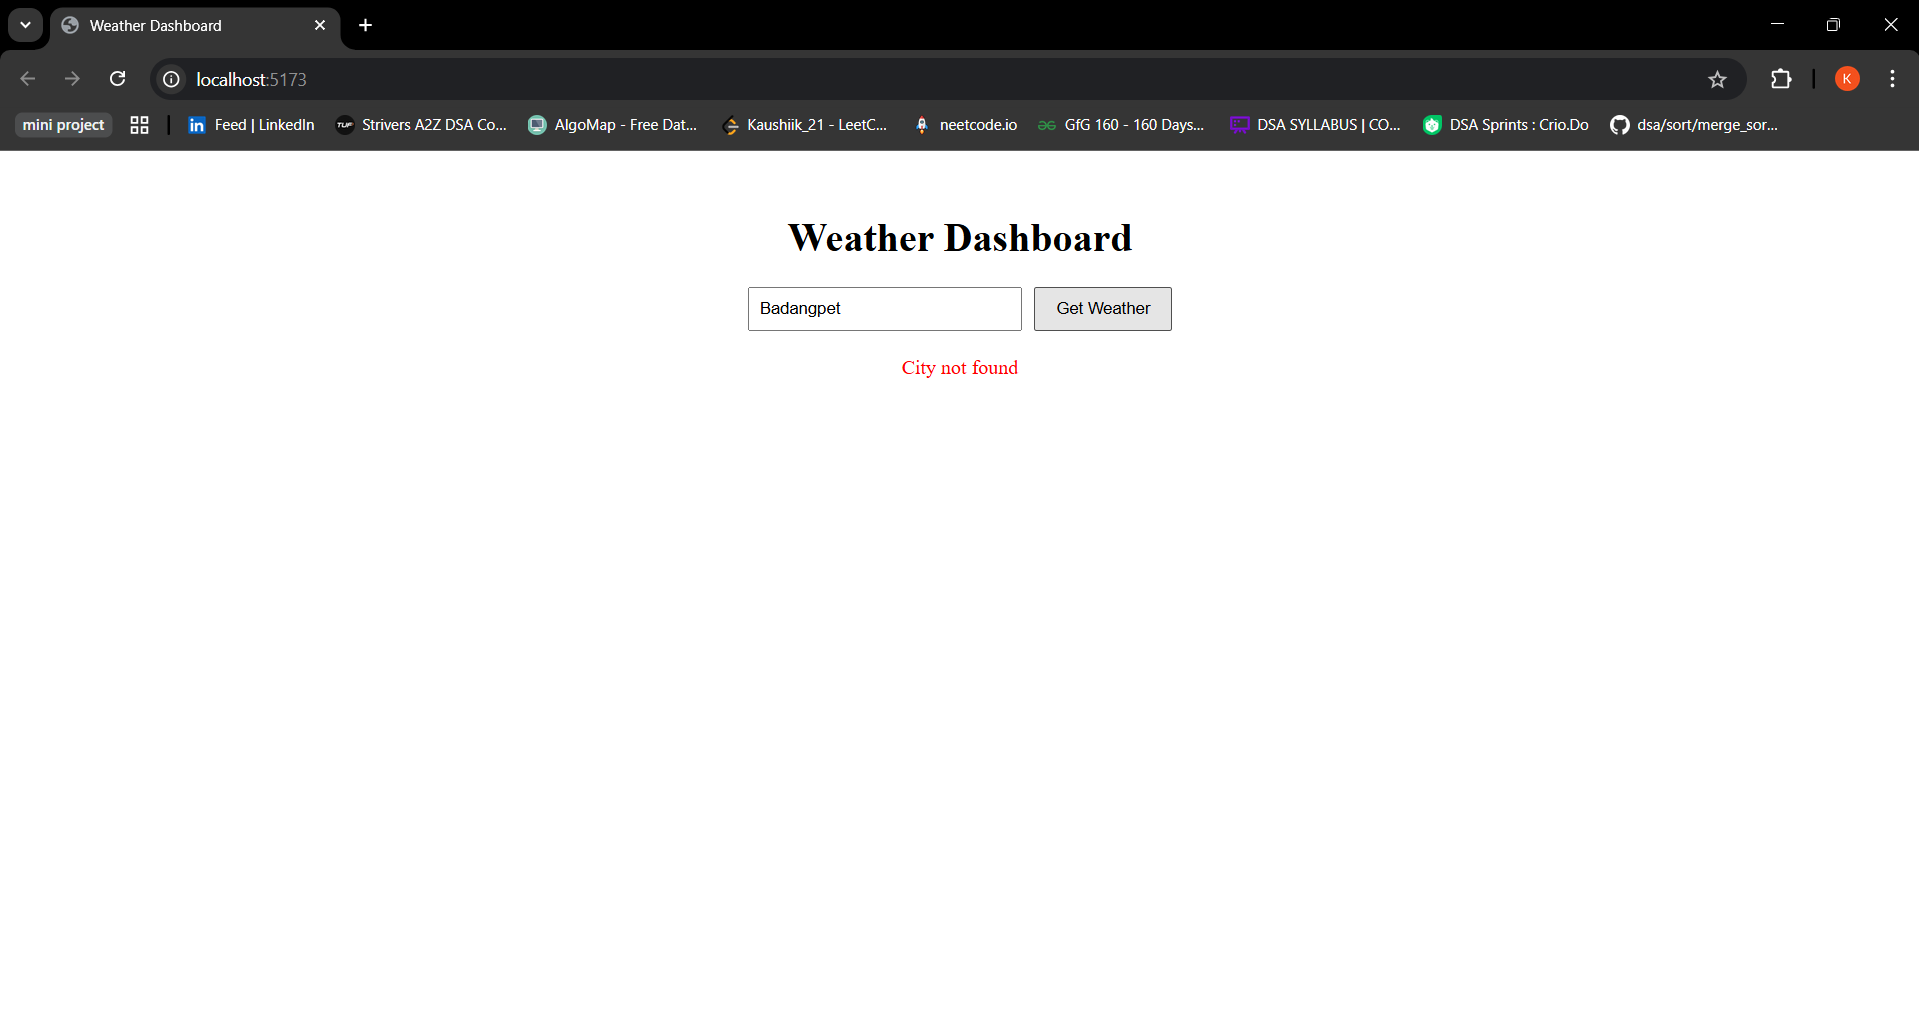 Weather Dashboard
localhost:5173
K
mini project
Feed | LinkedIn
Strivers A2Z DSA Co...
AlgoMap - Free Dat...
Kaushiik_21 - LeetC...
neetcode.io
GfG 160 - 160 Days...
DSA SYLLABUS | CO...
DSA Sprints : Crio.Do
dsa/sort/merge_sor...
Weather Dashboard
Badangpet
Get Weather
City not found